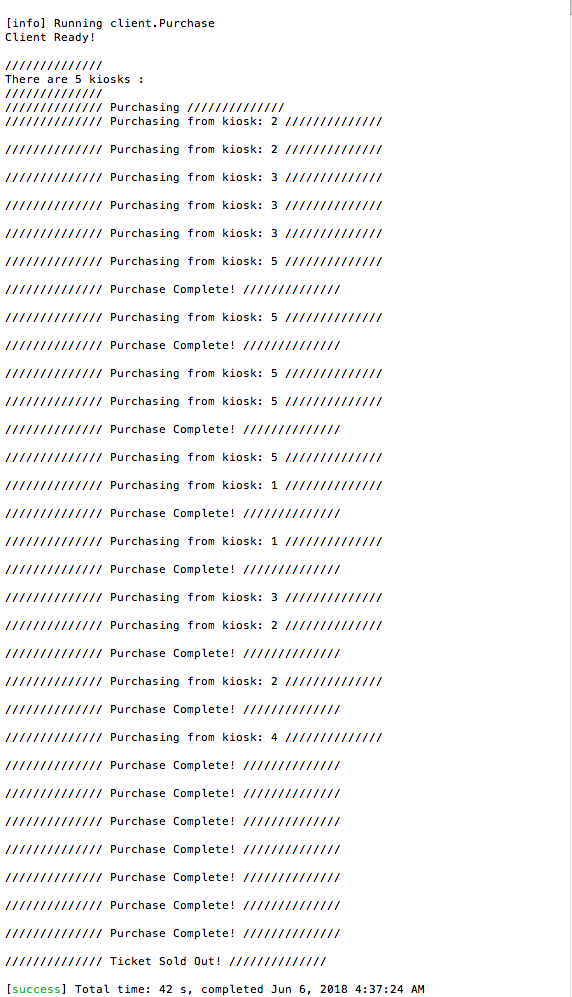 [info] Running client.Purchase
Client Ready!
//////////////
There are 5 kiosks :
//////////////
////////////// Purchasing //////////////
////////////// Purchasing from kiosk: 2 //////////////
////////////// Purchasing from kiosk: 2 //////////////
////////////// Purchasing from kiosk: 3 //////////////
////////////// Purchasing from kiosk: 3 //////////////
////////////// Purchasing from kiosk: 3 //////////////
////////////// Purchasing from kiosk: 5 //////////////
////////////// Purchase Complete! //////////////
////////////// Purchasing from kiosk: 5 //////////////
////////////// Purchase Complete! //////////////
////////////// Purchasing from kiosk: 5 //////////////
////////////// Purchasing from kiosk: 5 //////////////
////////////// Purchase Complete! //////////////
////////////// Purchasing from kiosk: 5 //////////////
////////////// Purchasing from kiosk: 1 //////////////
////////////// Purchase Complete! //////////////
////////////// Purchasing from kiosk: 1 //////////////
////////////// Purchase Complete! //////////////
////////////// Purchasing from kiosk: 3 //////////////
////////////// Purchasing from kiosk: 2 //////////////
////////////// Purchase Complete! //////////////
////////////// Purchasing from kiosk: 2 //////////////
////////////// Purchase Complete! //////////////
////////////// Purchasing from kiosk: 4 //////////////
////////////// Purchase Complete! //////////////
////////////// Purchase Complete! //////////////
////////////// Purchase Complete! //////////////
////////////// Purchase Complete! //////////////
////////////// Purchase Complete! //////////////
////////////// Purchase Complete! //////////////
////////////// Purchase Complete! //////////////
////////////// Ticket Sold Out! //////////////
[success] Total time: 42 s, completed Jun 6, 2018 4:37:24 AM